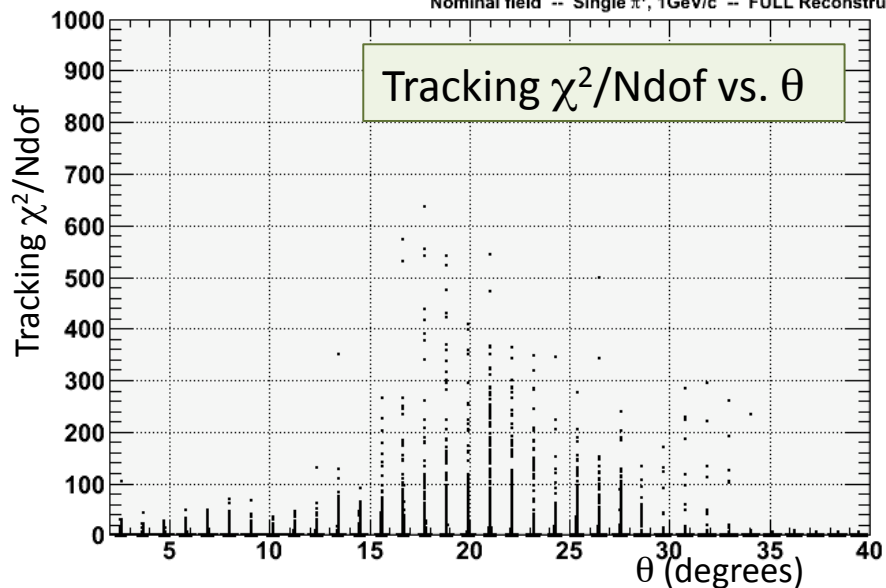 Nominal field -- Single π⁺, 1GeV/c -- FULL Reconstru
Tracking χ²/Ndof vs. θ
Tracking χ²/Ndof
1000
900
800
700
600
500
400
300
200
100
0
5 10 15 20 25 30 35 40
θ (degrees)